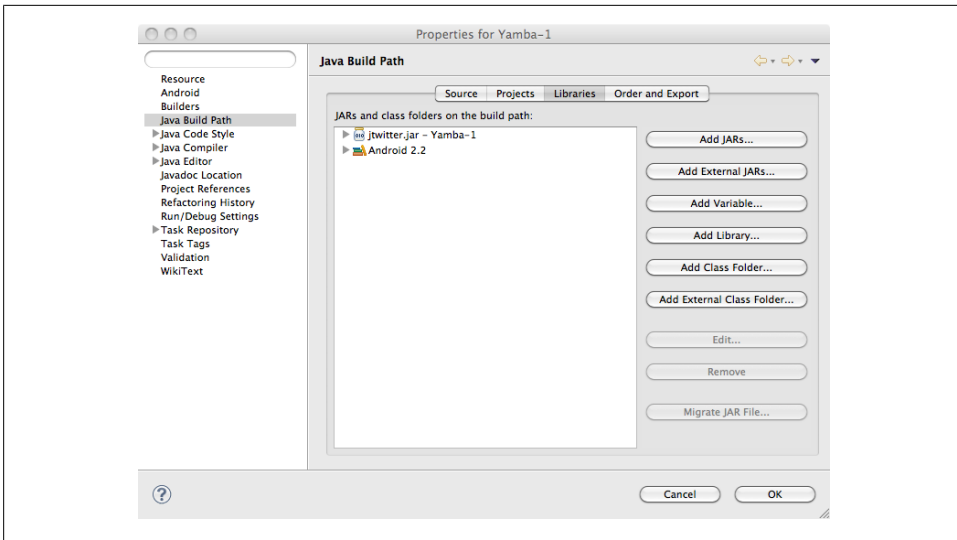 Properties for Yamba-1
Resource
Android
Builders
Java Build Path
Java Code Style
Java Compiler
Java Editor
Javadoc Location
Project References
Refactoring History
Run/Debug Settings
Task Repository
Task Tags
Validation
WikiText
Java Build Path
Source Projects Libraries Order and Export
JARs and class folders on the build path:
jtwitter.jar - Yamba-1
Android 2.2
Add JARs...
Add External JARs...
Add Variable...
Add Library...
Add Class Folder...
Add External Class Folder...
Edit...
Remove
Migrate JAR File...
?
Cancel OK